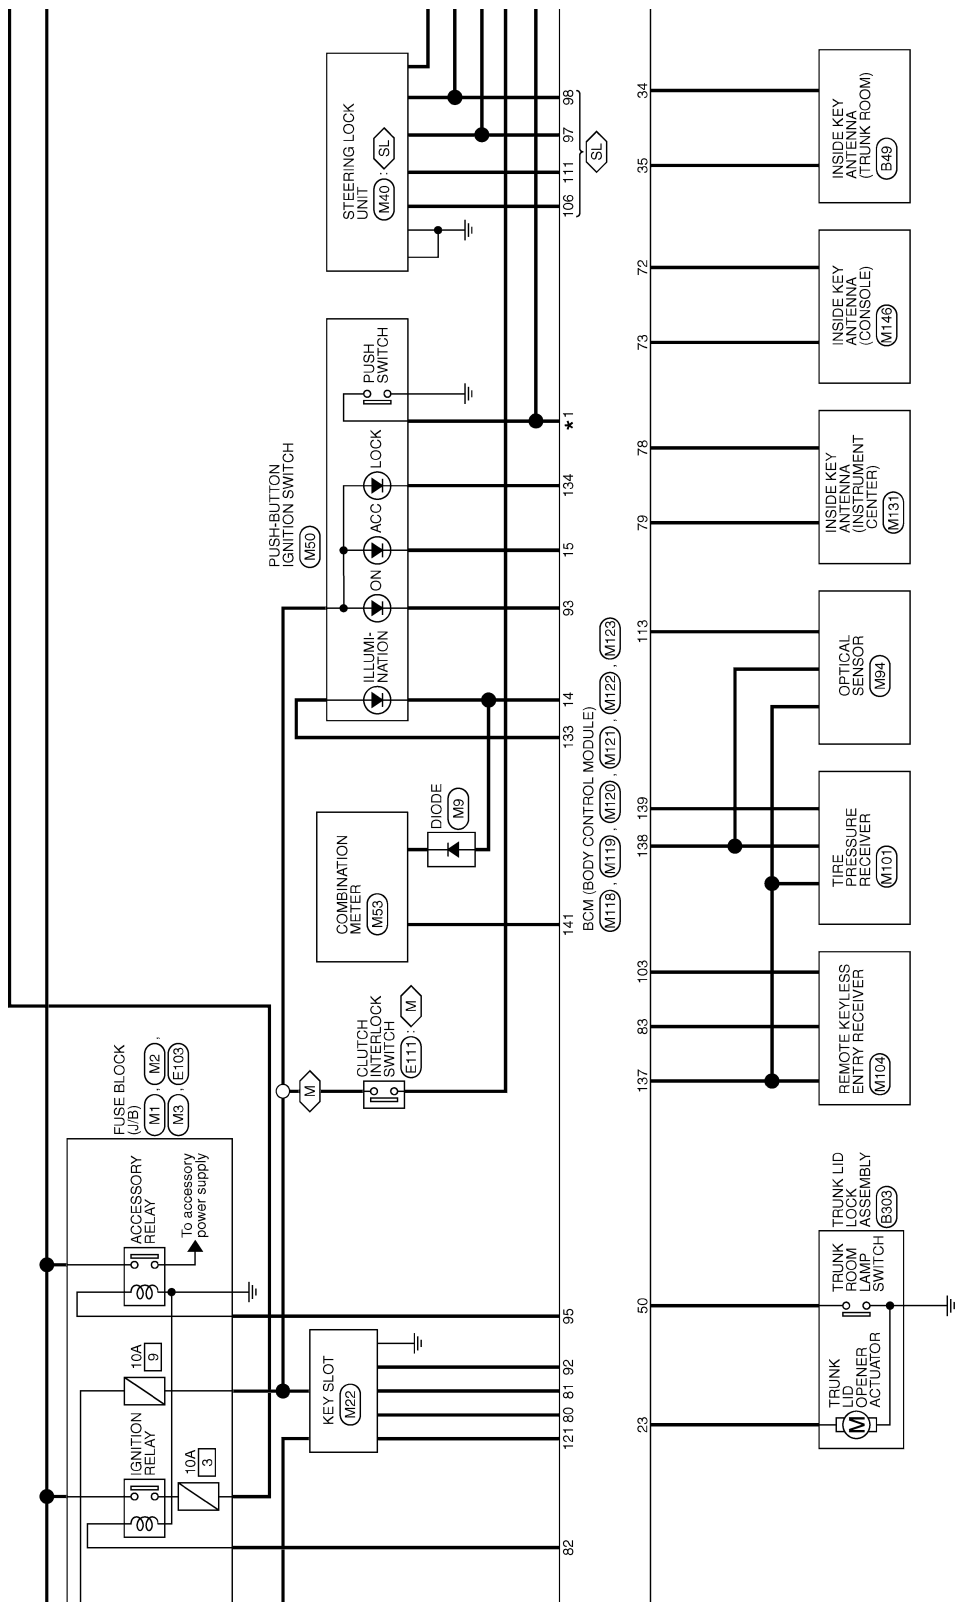 FUSE BLOCK
(J/B)
M1 , M2 ,
M3 , E103
IGNITION
RELAY
10A
3
10A
9
ACCESSORY
RELAY
To accessory
power supply
KEY SLOT
M22
M
CLUTCH
INTERLOCK
SWITCH
E111 : M
COMBINATION
METER
M53
DIODE
M9
PUSH-BUTTON
IGNITION SWITCH
M50
ILLUMI-
NATION
ON
ACC
LOCK
PUSH
SWITCH
STEERING LOCK
UNIT
M40 : SL
82
121
80
81
92
95
141
133
14
93
15
134
*1
106
111
97
98
SL
BCM (BODY CONTROL MODULE)
M118 , M119 , M120 , M121 , M122 , M123
23
50
137
83
103
138
139
113
79
78
73
72
35
34
TRUNK LID
LOCK
ASSEMBLY
B303
TRUNK
LID
OPENER
ACTUATOR
M
TRUNK
ROOM
LAMP
SWITCH
REMOTE KEYLESS
ENTRY RECEIVER
M104
TIRE
PRESSURE
RECEIVER
M101
OPTICAL
SENSOR
M94
INSIDE KEY
ANTENNA
(INSTRUMENT
CENTER)
M131
INSIDE KEY
ANTENNA
(CONSOLE)
M146
INSIDE KEY
ANTENNA
(TRUNK ROOM)
B49